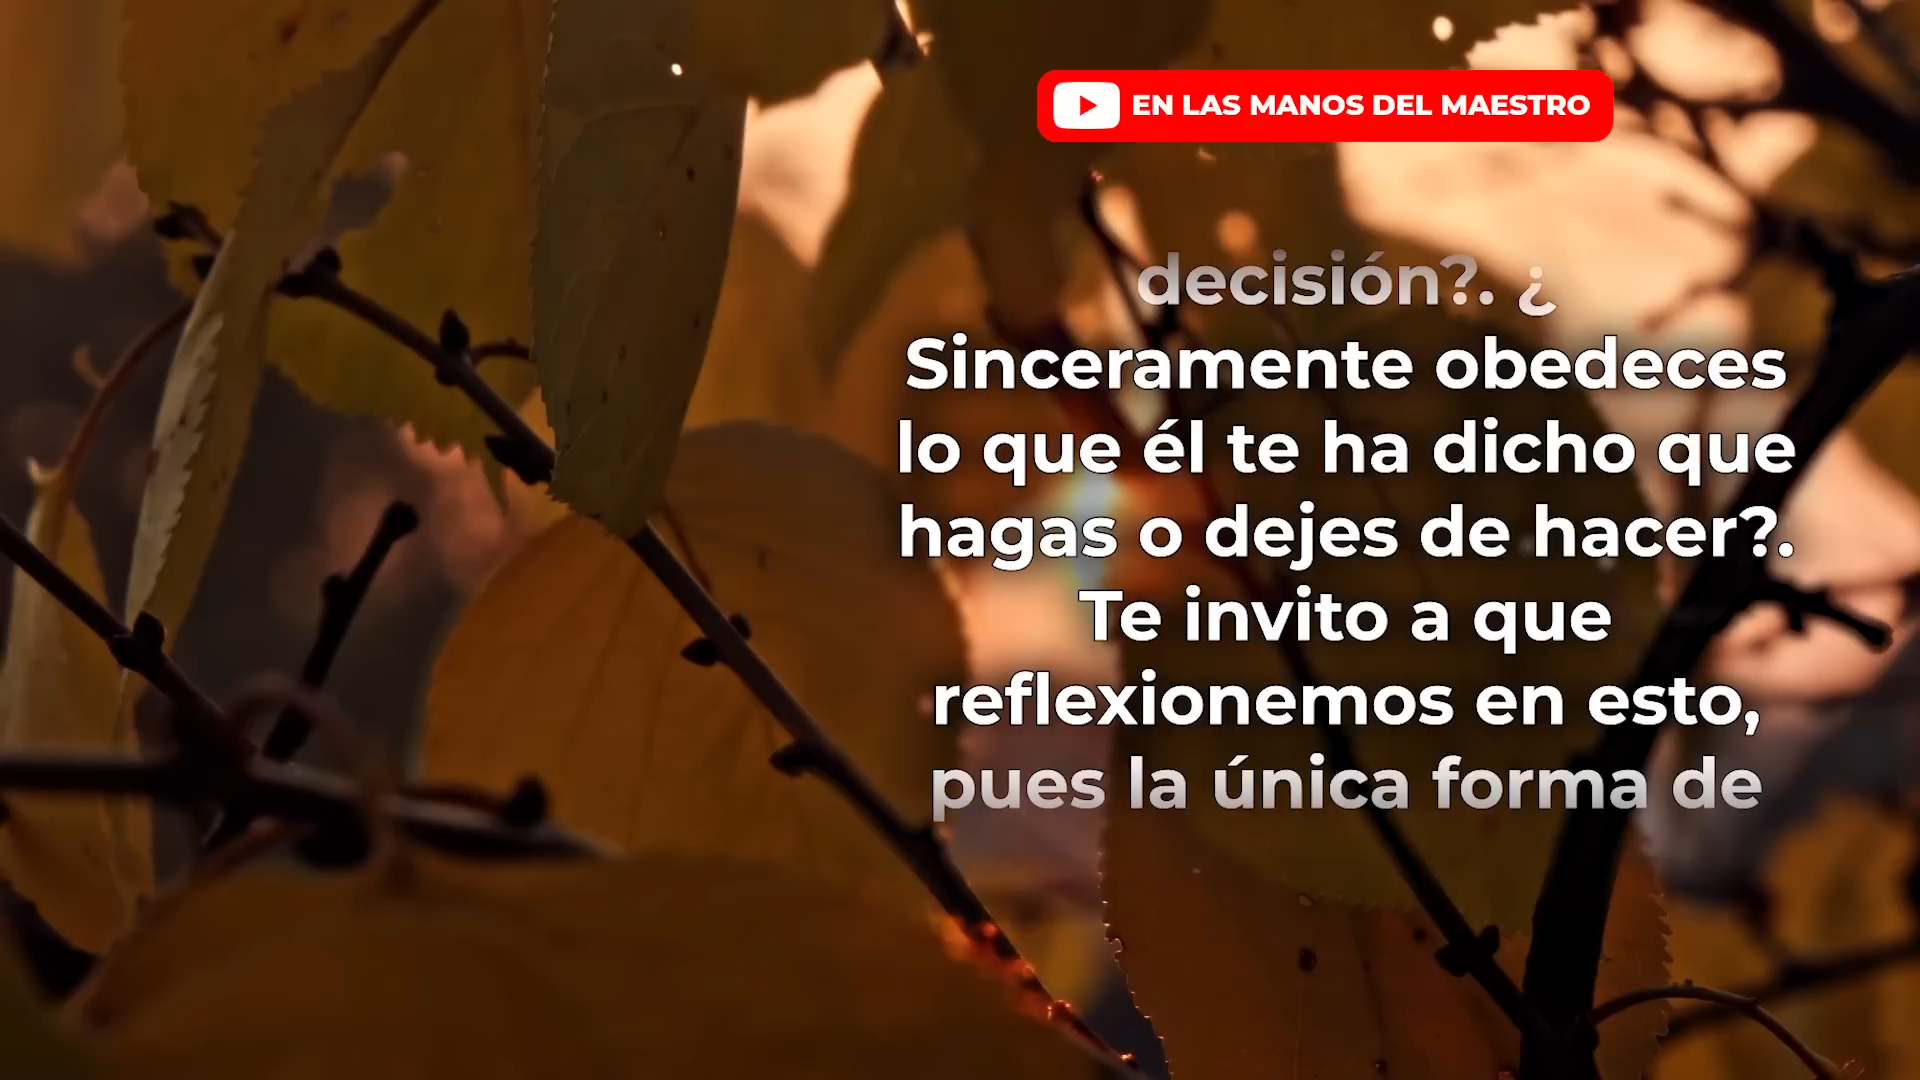 EN LAS MANOS DEL MAESTRO
decisión?. ¿
Sinceramente obedeces
lo que él te ha dicho que
hagas o dejes de hacer?.
Te invito a que
reflexionemos en esto,
pues la única forma de